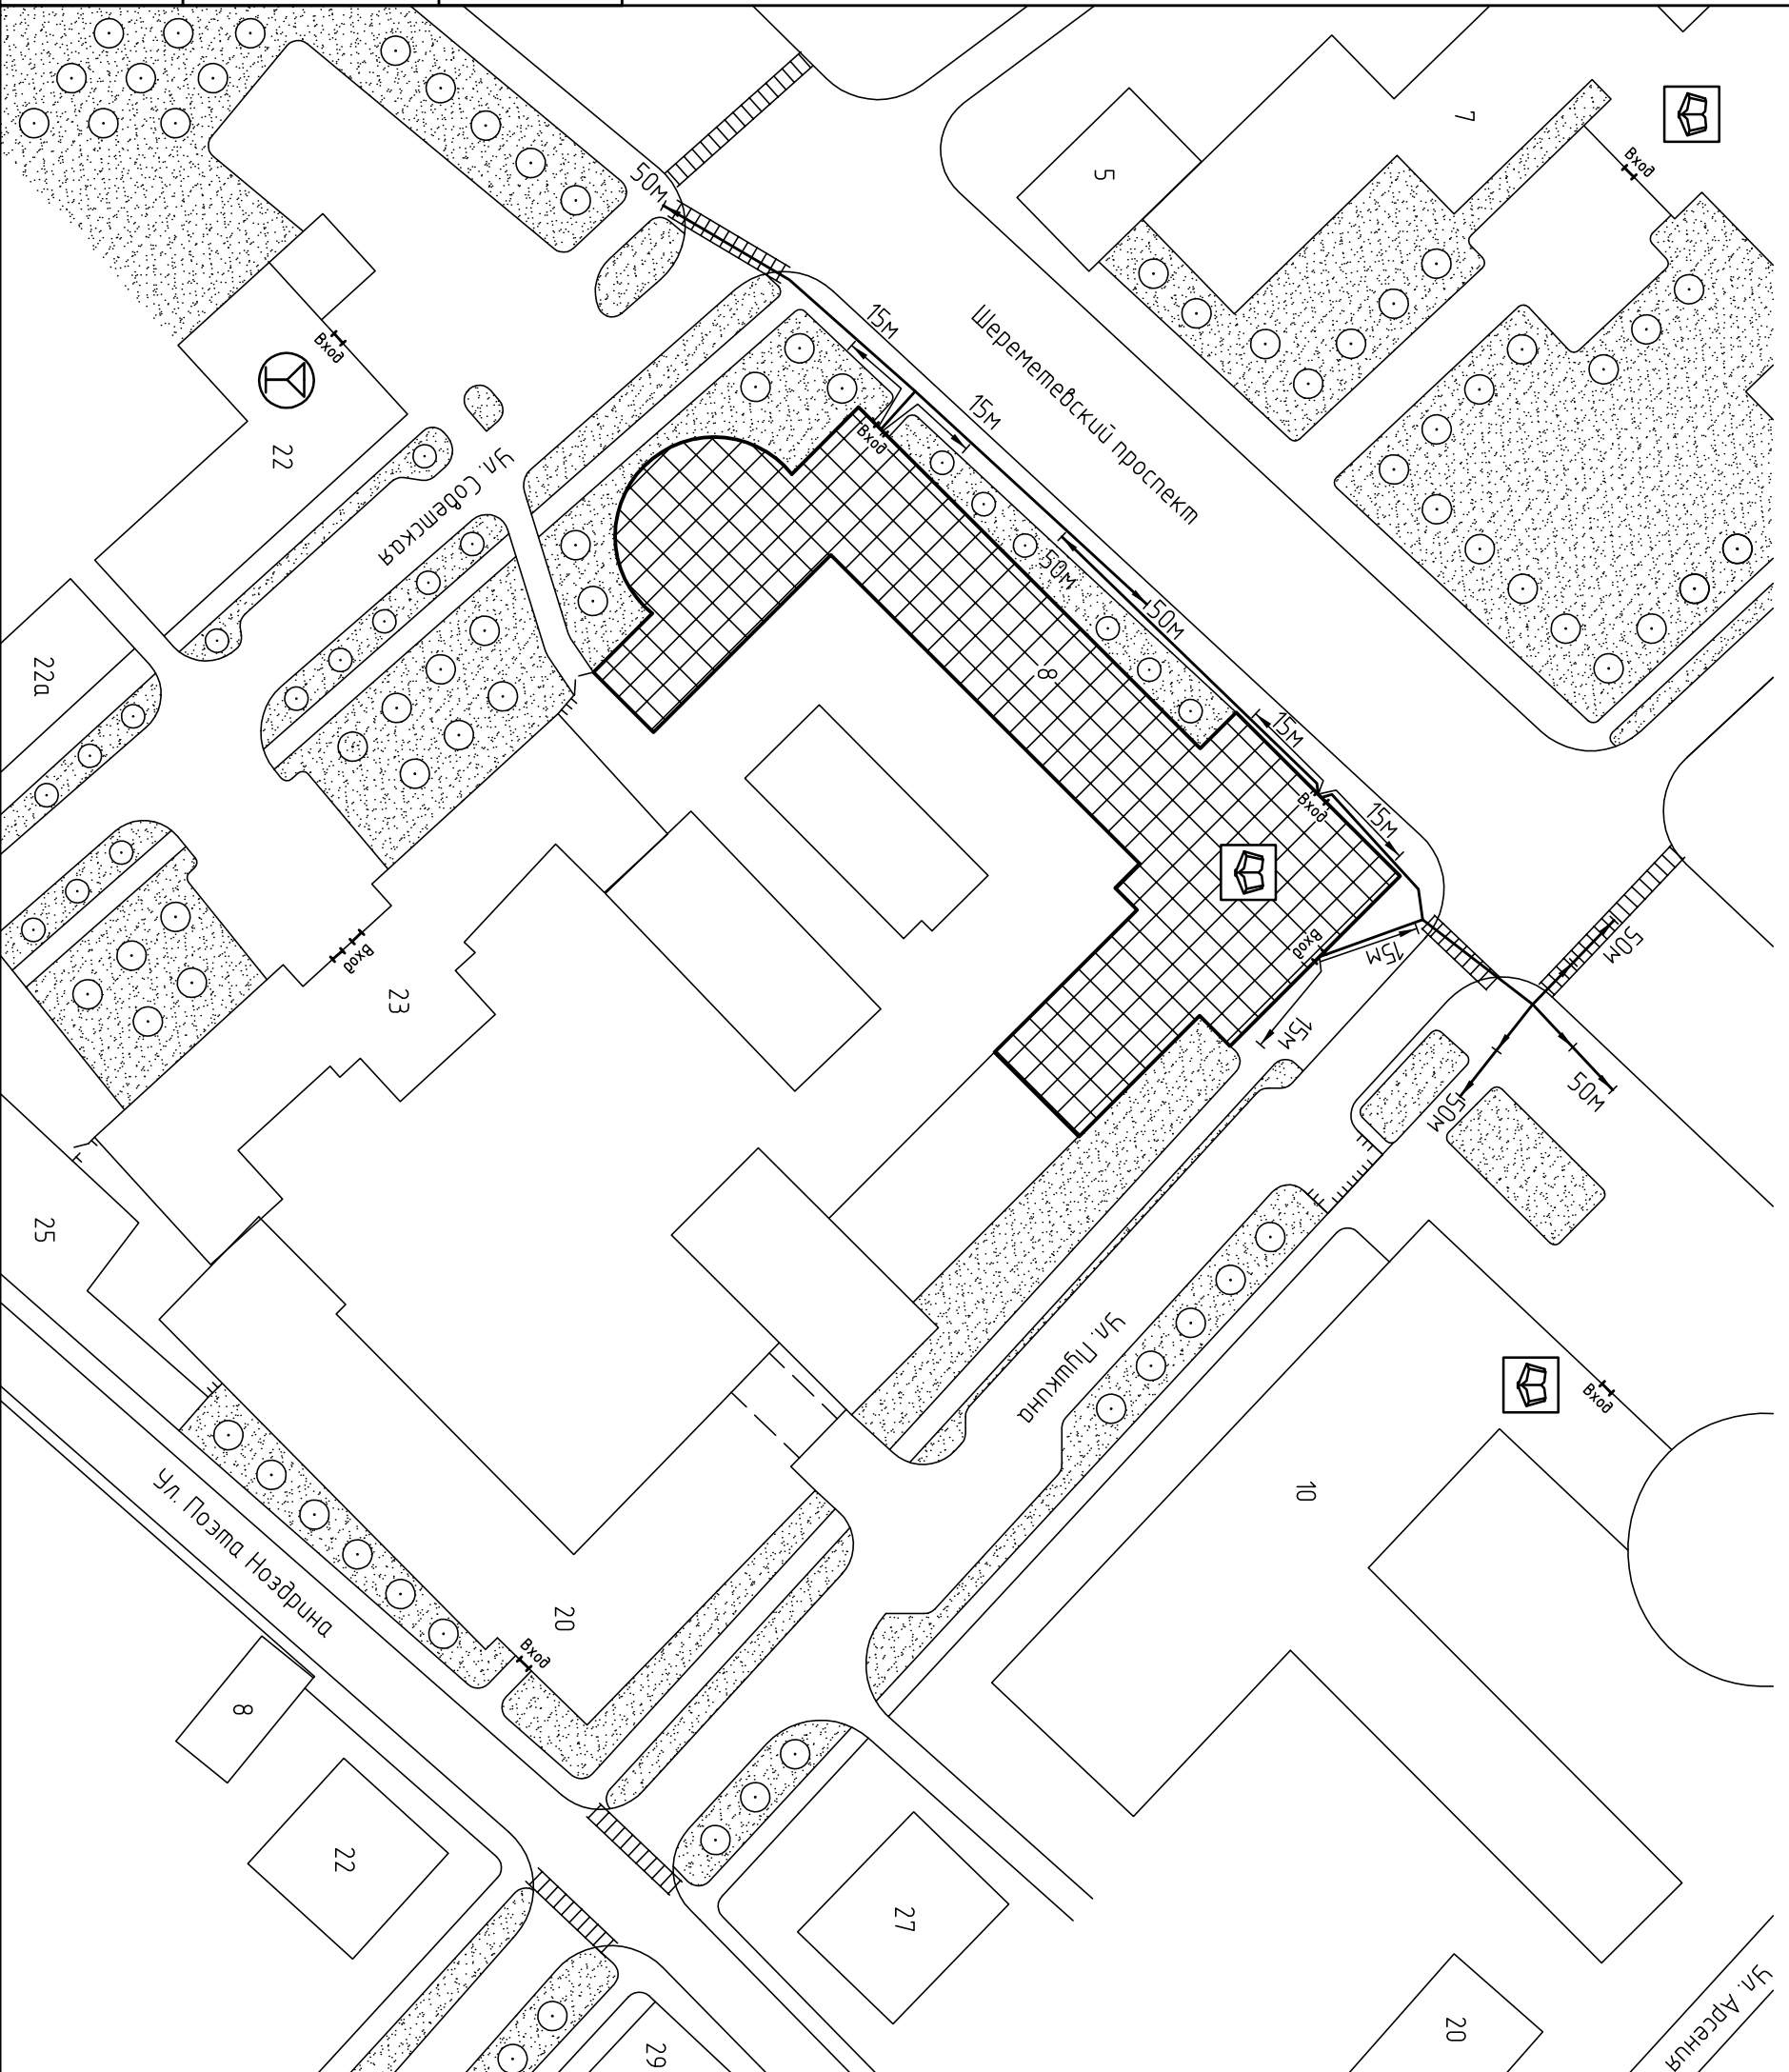 7
Вход
5
50м
15м
Шереметевский проспект
Вход
22
15м
Вход
Ул. Советская
50м
50м
8
22а
15м
Вход
15м
50м
Вход
15м
Вход
23
15м
50м
50м
25
Ул. Пушкина
Вход
10
Ул. Поэта Ноздрина
20
Вход
8
22
27
Ул. Арсения
20
29